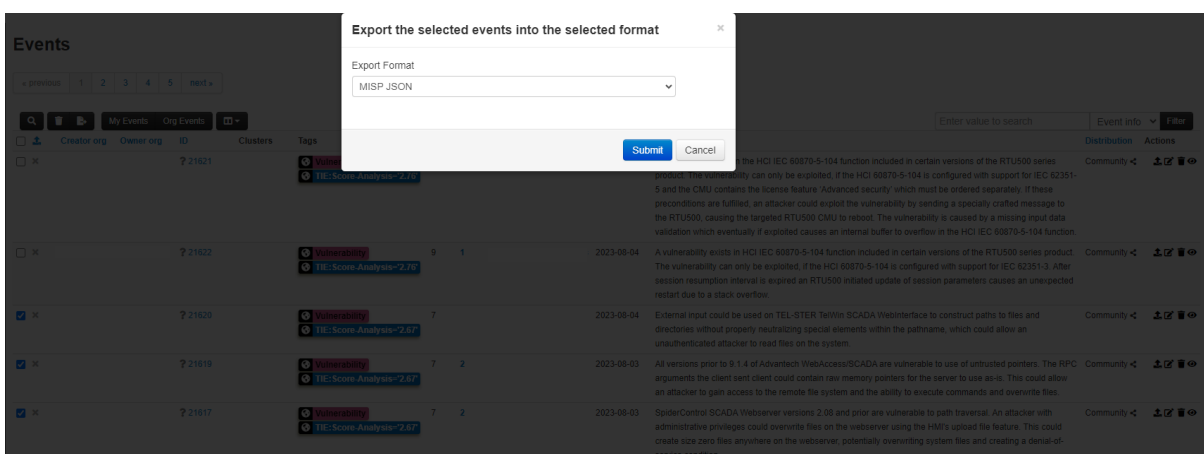 Export the selected events into the selected format ×
Export Format
MISP JSON
Submit Cancel
Events
« previous 1 2 3 4 5 next »
My Events Org Events
Enter value to search Event info Filter
Creator org Owner org ID Clusters Tags Distribution Actions
? 21621 in the HCI IEC 60870-5-104 function included in certain versions of the RTU500 series Community
TIE:Score-Analysis="2.76" product. The vulnerability can only be exploited, if the HCI 60870-5-104 is configured with support for IEC 62351-
5 and the CMU contains the license feature 'Advanced security' which must be ordered separately. If these
preconditions are fulfilled, an attacker could exploit the vulnerability by sending a specially crafted message to
the RTU500, causing the targeted RTU500 CMU to reboot. The vulnerability is caused by a missing input data
validation which eventually if exploited causes an internal buffer to overflow in the HCI IEC 60870-5-104 function.
? 21622 Vulnerability 9 1 2023-08-04 A vulnerability exists in HCI IEC 60870-5-104 function included in certain versions of the RTU500 series product. Community
TIE:Score-Analysis="2.76" The vulnerability can only be exploited, if the HCI 60870-5-104 is configured with support for IEC 62351-3. After
session resumption interval is expired an RTU500 initiated update of session parameters causes an unexpected
restart due to a stack overflow.
? 21620 Vulnerability 7 2023-08-04 External input could be used on TEL-STER TelWin SCADA WebInterface to construct paths to files and Community
TIE:Score-Analysis="2.67" directories without properly neutralizing special elements within the pathname, which could allow an
unauthenticated attacker to read files on the system.
? 21619 Vulnerability 7 2 2023-08-03 All versions prior to 9.1.4 of Advantech WebAccess/SCADA are vulnerable to use of untrusted pointers. The RPC Community
TIE:Score-Analysis="2.67" arguments the client sent client could contain raw memory pointers for the server to use as-is. This could allow
an attacker to gain access to the remote file system and the ability to execute commands and overwrite files.
? 21617 Vulnerability 7 2 2023-08-03 SpiderControl SCADA Webserver versions 2.08 and prior are vulnerable to path traversal. An attacker with Community
TIE:Score-Analysis="2.67" administrative privileges could overwrite files on the webserver using the HMI's upload file feature. This could
create size zero files anywhere on the webserver, potentially overwriting system files and creating a denial-of-